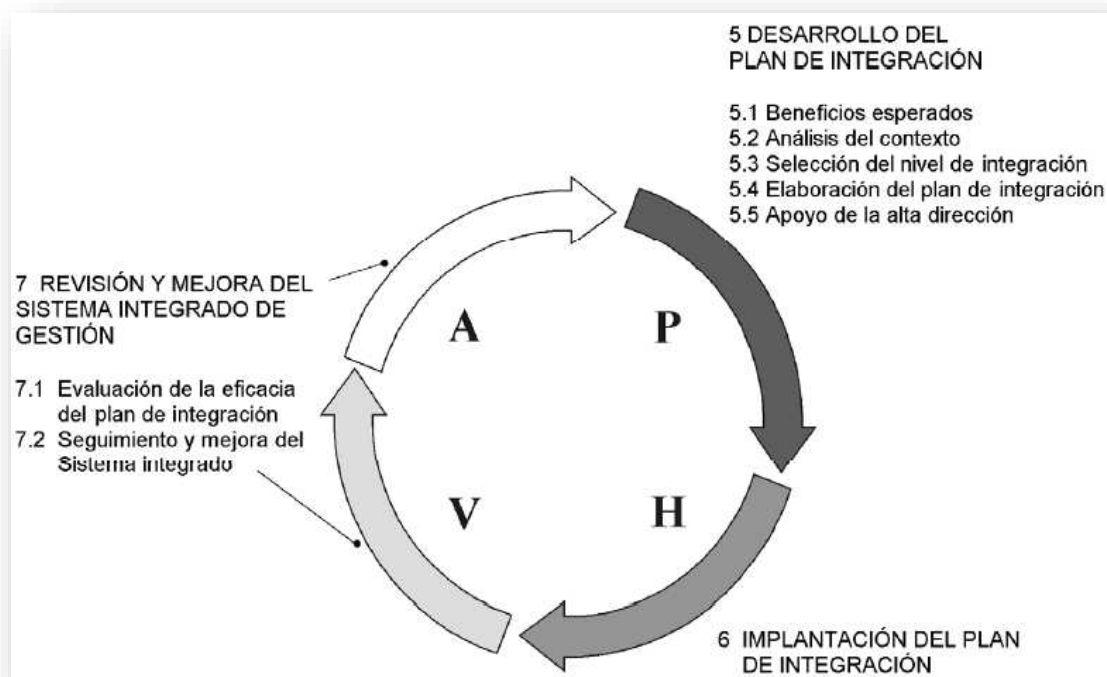 5 DESARROLLO DEL
PLAN DE INTEGRACIÓN
5.1 Beneficios esperados
5.2 Análisis del contexto
5.3 Selección del nivel de integración
5.4 Elaboración del plan de integración
5.5 Apoyo de la alta dirección
7 REVISIÓN Y MEJORA DEL
SISTEMA INTEGRADO DE
GESTIÓN
7.1 Evaluación de la eficacia
del plan de integración
7.2 Seguimiento y mejora del
Sistema integrado
A
P
V
H
6 IMPLANTACIÓN DEL PLAN
DE INTEGRACIÓN